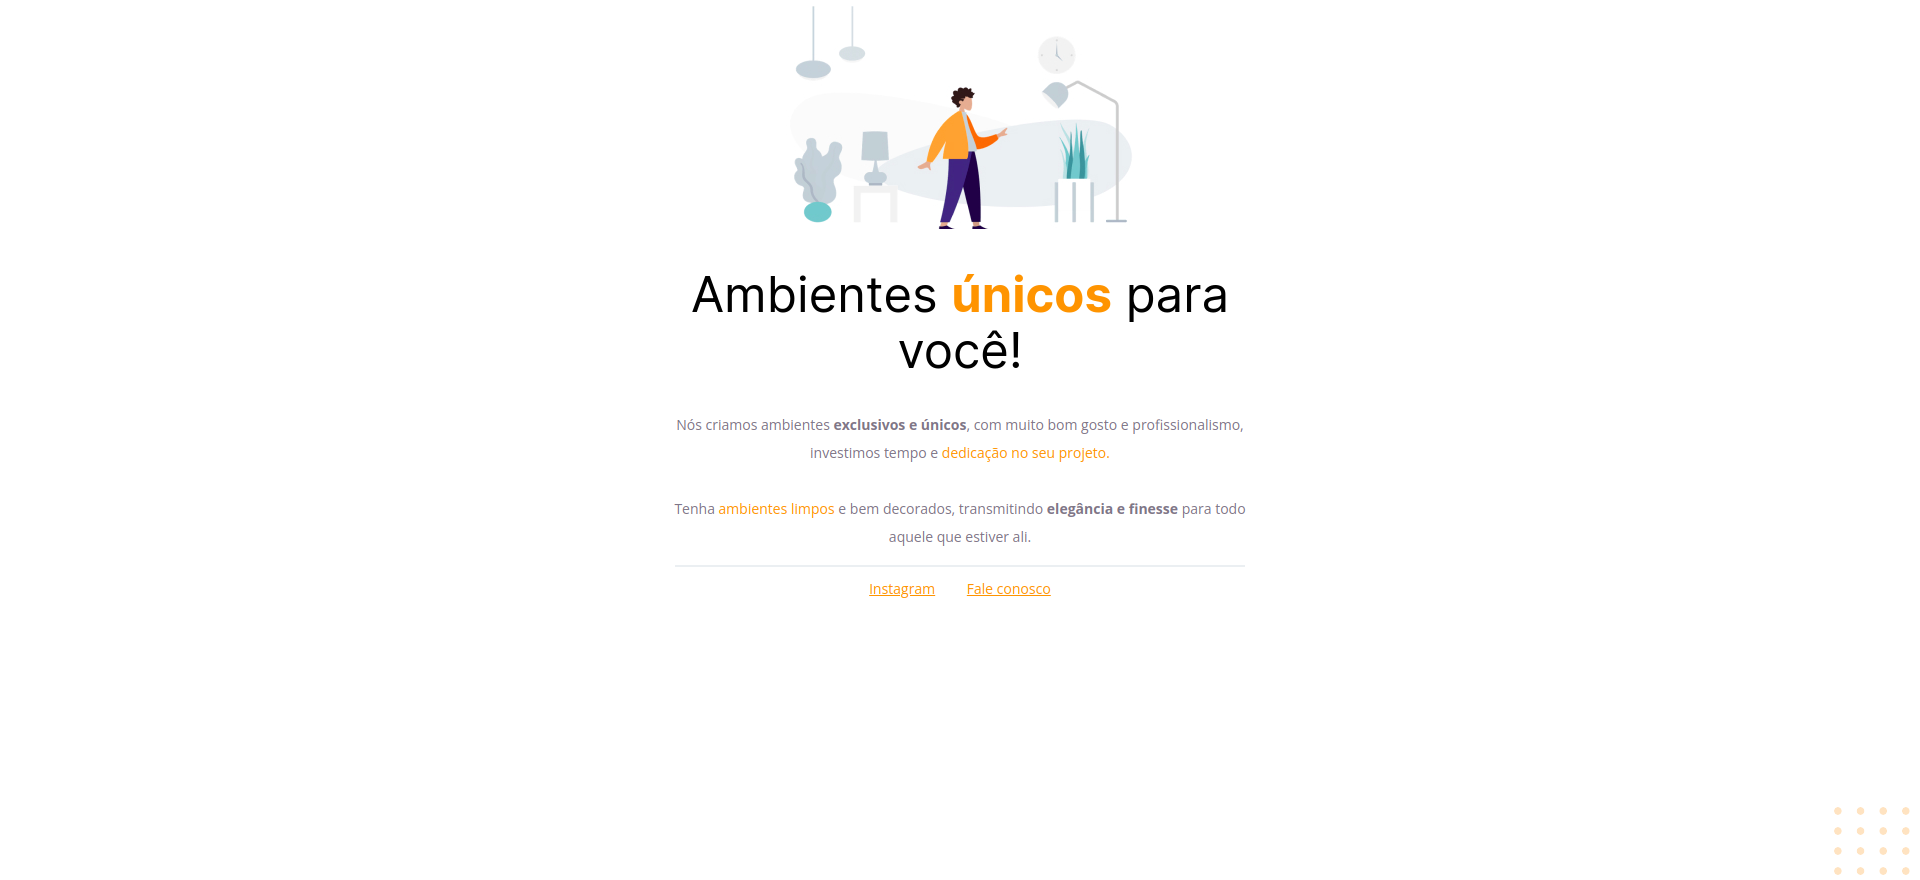 Ambientes únicos para
você!
Nós criamos ambientes exclusivos e únicos, com muito bom gosto e profissionalismo,
investimos tempo e dedicação no seu projeto.
Tenha ambientes limpos e bem decorados, transmitindo elegância e finesse para todo
aquele que estiver ali.
Instagram Fale conosco